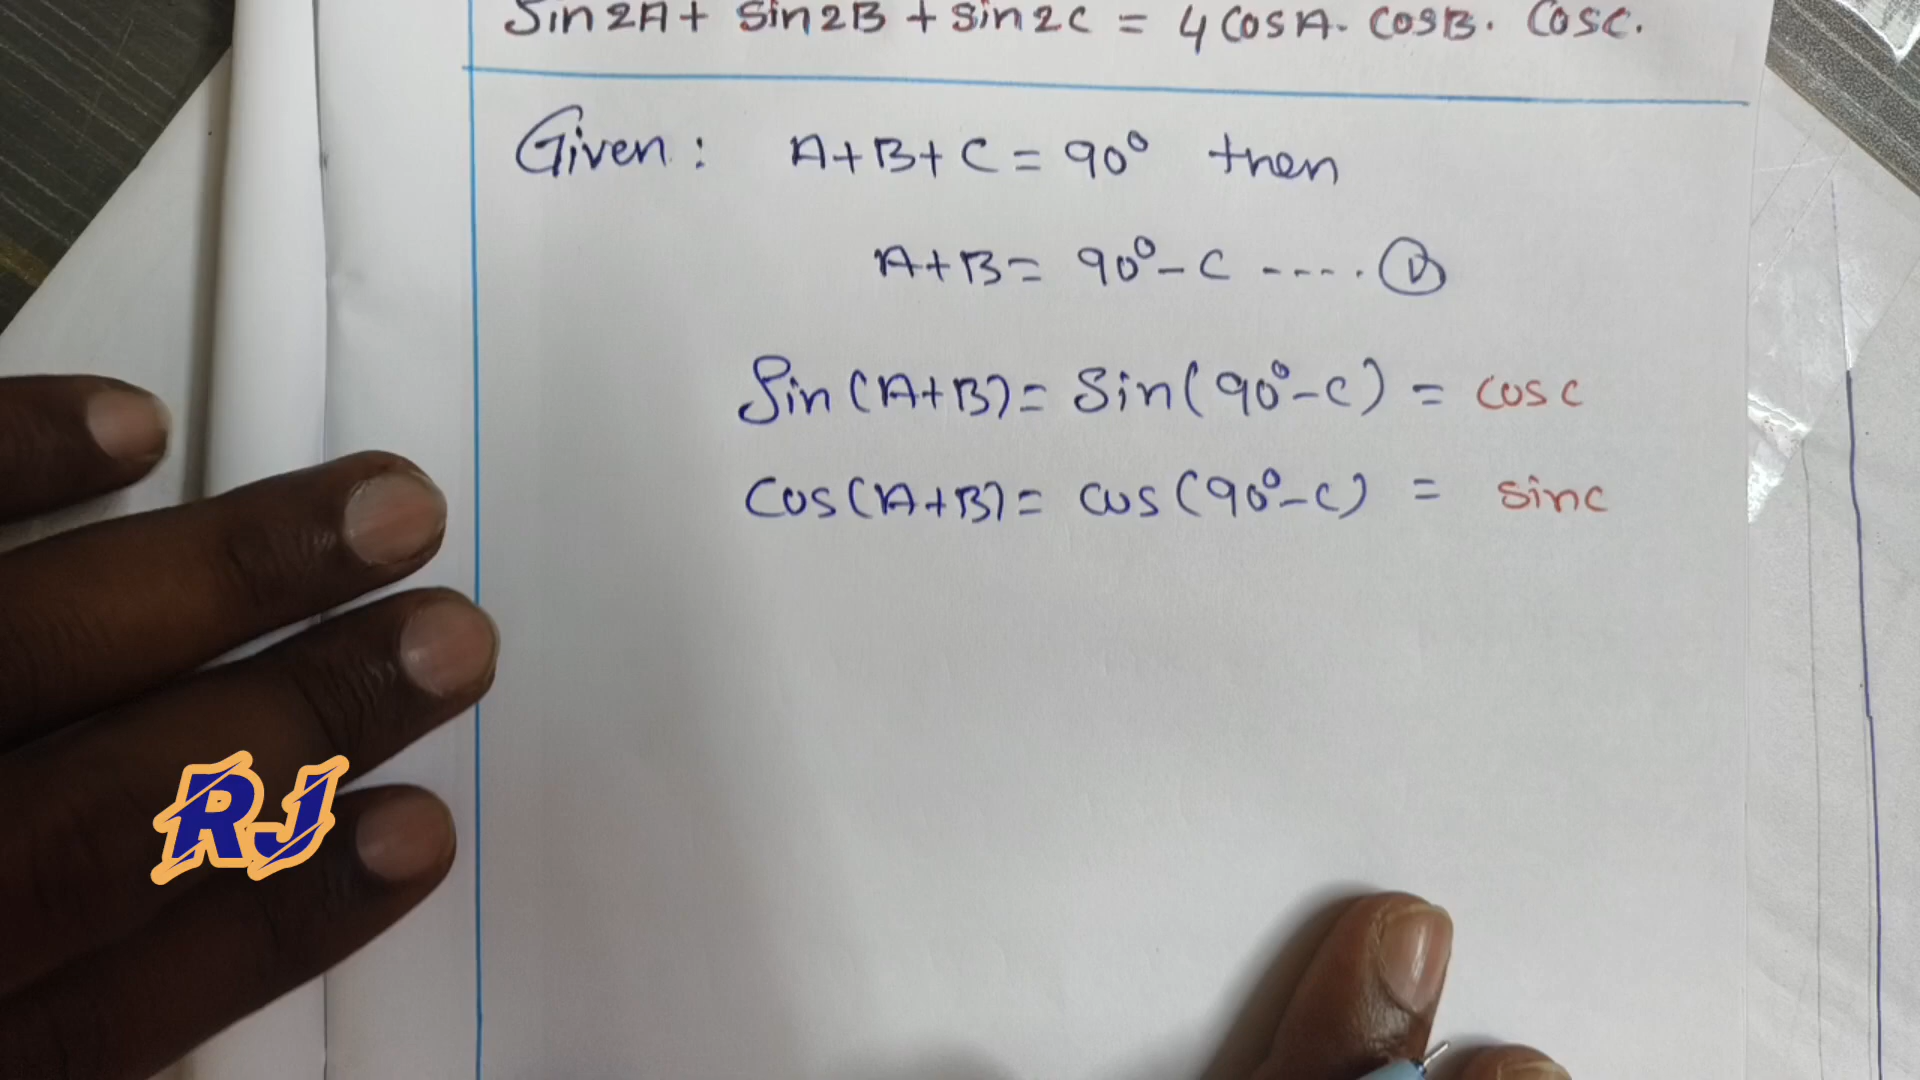 Sin2A + sin2B + sin2C = 4 cosA. cosB. cosC.
Given: A+B+C = 90° then
A+B = 90°-C ----. ①
Sin(A+B) = Sin(90°-C) = cosc
Cos(A+B) = cos(90°-C) = sinc
RJ